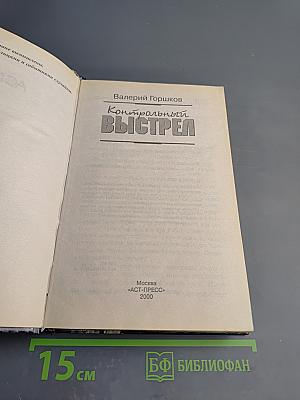 Валерий Горшков
Контрольный
ВЫСТРЕЛ
Москва
«АСТ-ПРЕСС»
2000
15 СМ
БФ БИБЛИОФАН